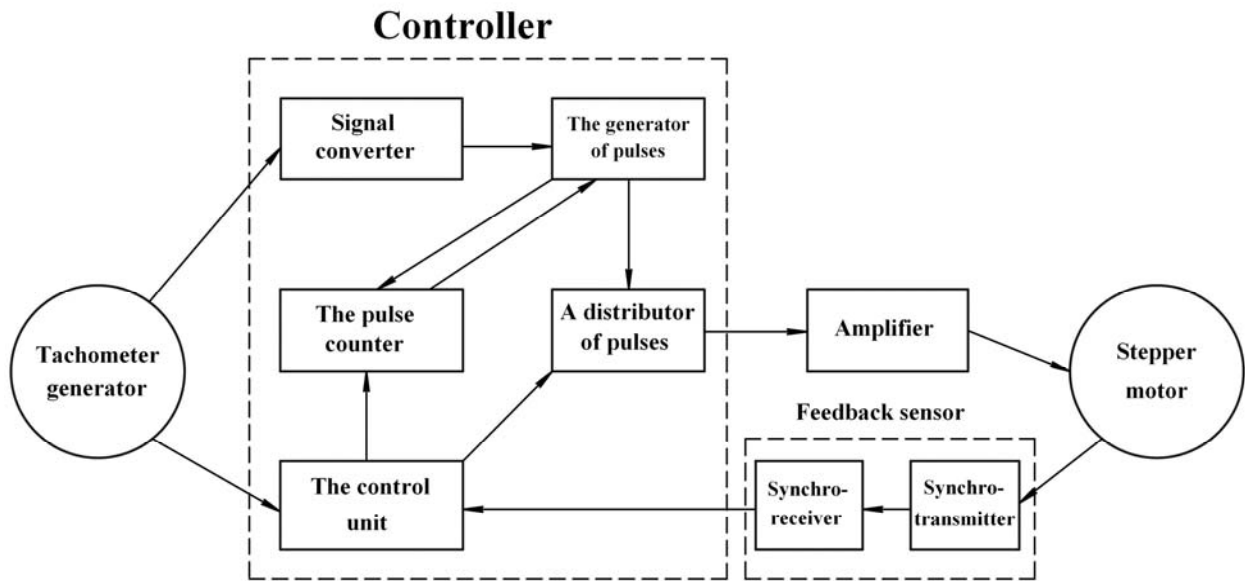 Controller
Signal
converter
The generator
of pulses
Tachometer
generator
The pulse
counter
A distributor
of pulses
Amplifier
Stepper
motor
Feedback sensor
The control
unit
Synchro-
receiver
Synchro-
transmitter